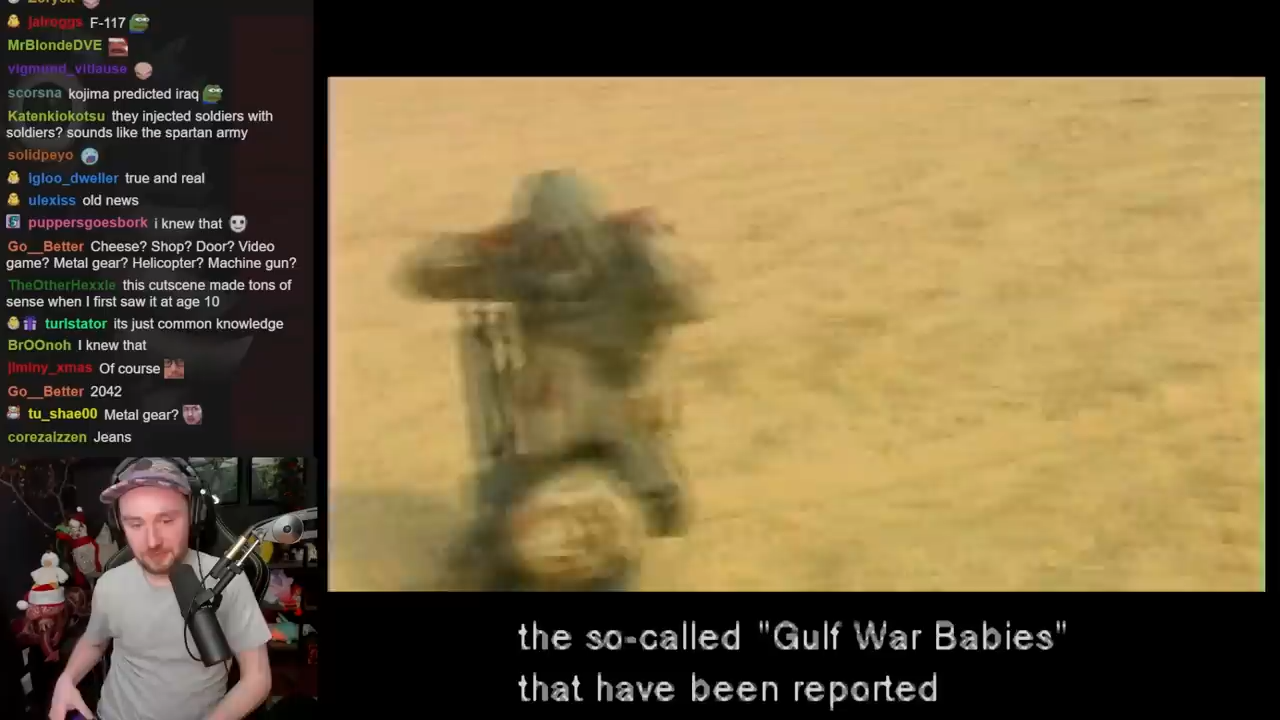 jalroggs F-117
MrBlondeDVE
vigmund_vitlause
scorsna kojima predicted iraq
Katenkiokotsu they injected soldiers with
soldiers? sounds like the spartan army
solidpeyo
Igloo_dweller true and real
ulexiss old news
puppersgoesbork i knew that
Go__Better Cheese? Shop? Door? Video
game? Metal gear? Helicopter? Machine gun?
TheOtherHexxle this cutscene made tons of
sense when I first saw it at age 10
turlstator its just common knowledge
BrOOnoh I knew that
jiminy_xmas Of course
Go__Better 2042
tu_shae00 Metal gear?
corezaizzen Jeans
the so-called "Gulf War Babies"
that have been reported